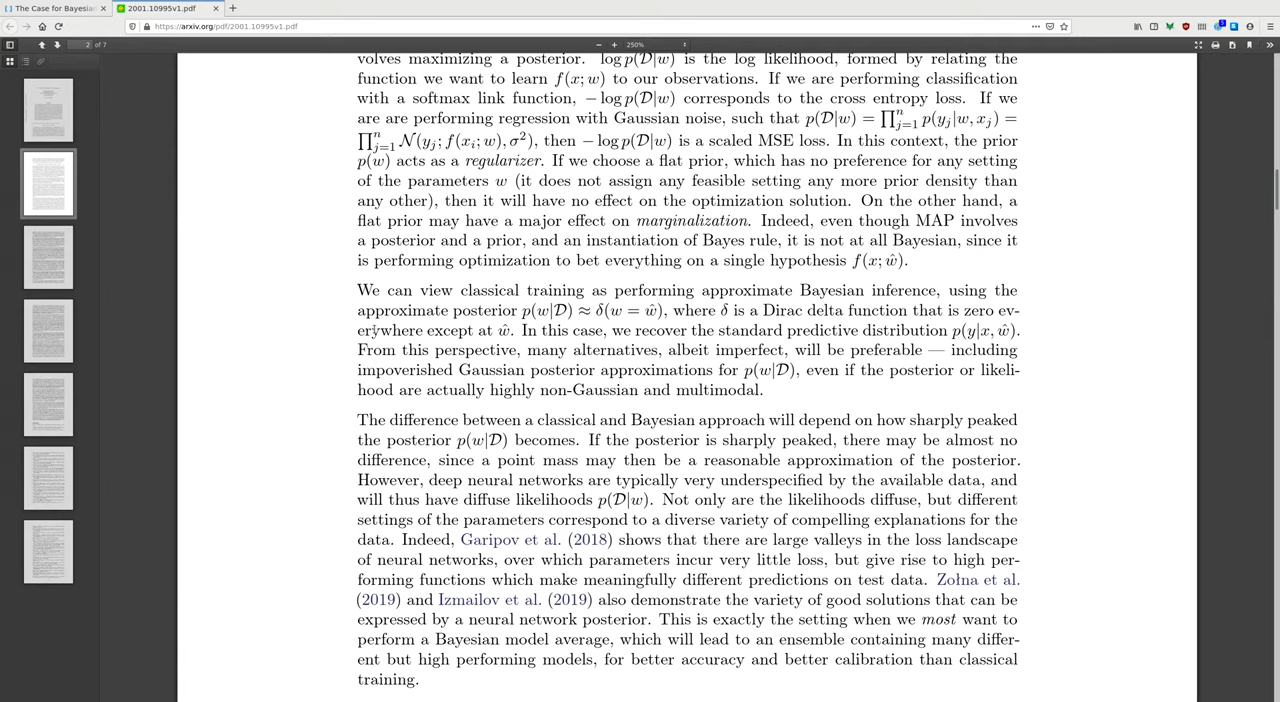 The Case for Bayesian
2001.10995v1.pdf
https://arxiv.org/pdf/2001.10995v1.pdf
2 of 7
250%
volves maximizing a posterior. log p(𝒟|w) is the log likelihood, formed by relating the
function we want to learn f(x; w) to our observations. If we are performing classification
with a softmax link function, − log p(𝒟|w) corresponds to the cross entropy loss. If we
are are performing regression with Gaussian noise, such that p(𝒟|w) = ∏ⁿⱼ₌₁ p(yⱼ|w, xⱼ) =
∏ⁿⱼ₌₁ 𝒩(yⱼ; f(xⱼ, w), σ²), then − log p(𝒟|w) is a scaled MSE loss. In this context, the prior
p(w) acts as a regularizer. If we choose a flat prior, which has no preference for any setting
of the parameters w (it does not assign any feasible setting any more prior density than
any other), then it will have no effect on the optimization solution. On the other hand, a
flat prior may have a major effect on marginalization. Indeed, even though MAP involves
a posterior and a prior, and an instantiation of Bayes rule, it is not at all Bayesian, since it
is performing optimization to bet everything on a single hypothesis f(x; ŵ).
We can view classical training as performing approximate Bayesian inference, using the
approximate posterior p(w|𝒟) ≈ δ(w = ŵ), where δ is a Dirac delta function that is zero ev-
erywhere except at ŵ. In this case, we recover the standard predictive distribution p(y|x, ŵ).
From this perspective, many alternatives, albeit imperfect, will be preferable — including
impoverished Gaussian posterior approximations for p(w|𝒟), even if the posterior or likeli-
hood are actually highly non-Gaussian and multimodal.
The difference between a classical and Bayesian approach will depend on how sharply peaked
the posterior p(w|𝒟) becomes. If the posterior is sharply peaked, there may be almost no
difference, since a point mass may then be a reasonable approximation of the posterior.
However, deep neural networks are typically very underspecified by the available data, and
will thus have diffuse likelihoods p(𝒟|w). Not only are the likelihoods diffuse, but different
settings of the parameters correspond to a diverse variety of compelling explanations for the
data. Indeed, Garipov et al. (2018) shows that there are large valleys in the loss landscape
of neural networks, over which parameters incur very little loss, but give rise to high per-
forming functions which make meaningfully different predictions on test data. Zołna et al.
(2019) and Izmailov et al. (2019) also demonstrate the variety of good solutions that can be
expressed by a neural network posterior. This is exactly the setting when we most want to
perform a Bayesian model average, which will lead to an ensemble containing many differ-
ent but high performing models, for better accuracy and better calibration than classical
training.